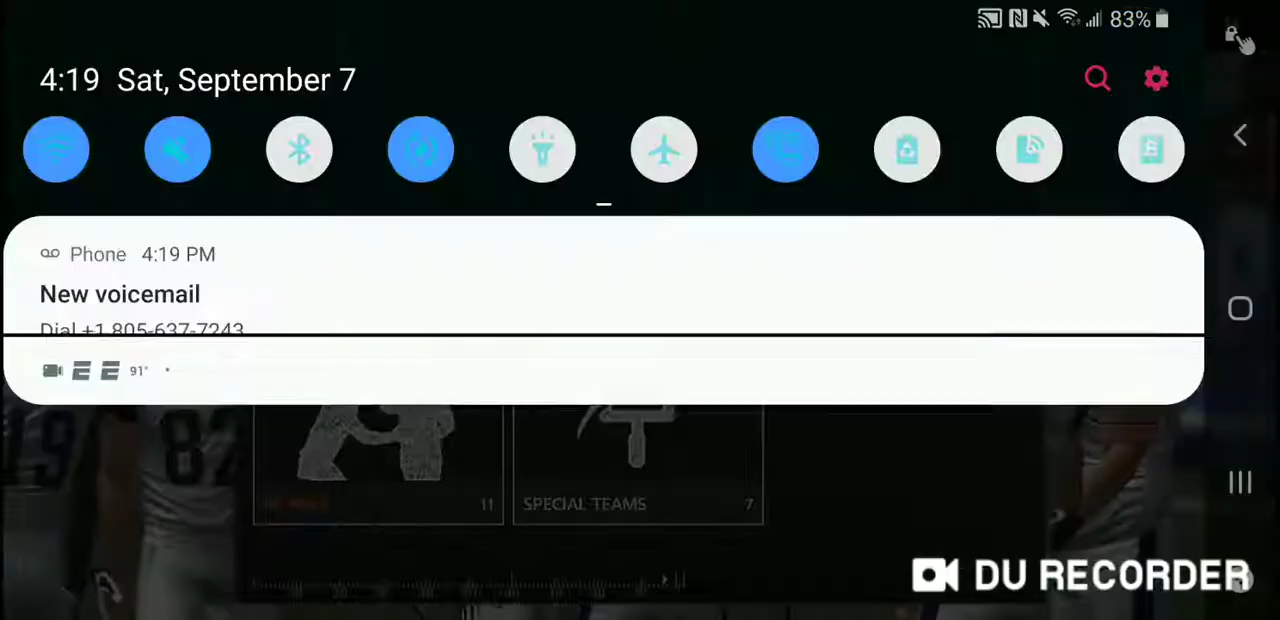 83%
4:19 Sat, September 7
Phone 4:19 PM
New voicemail
Dial +1 805-637-7243
91°
82
11
SPECIAL TEAMS 7
DU RECORDER